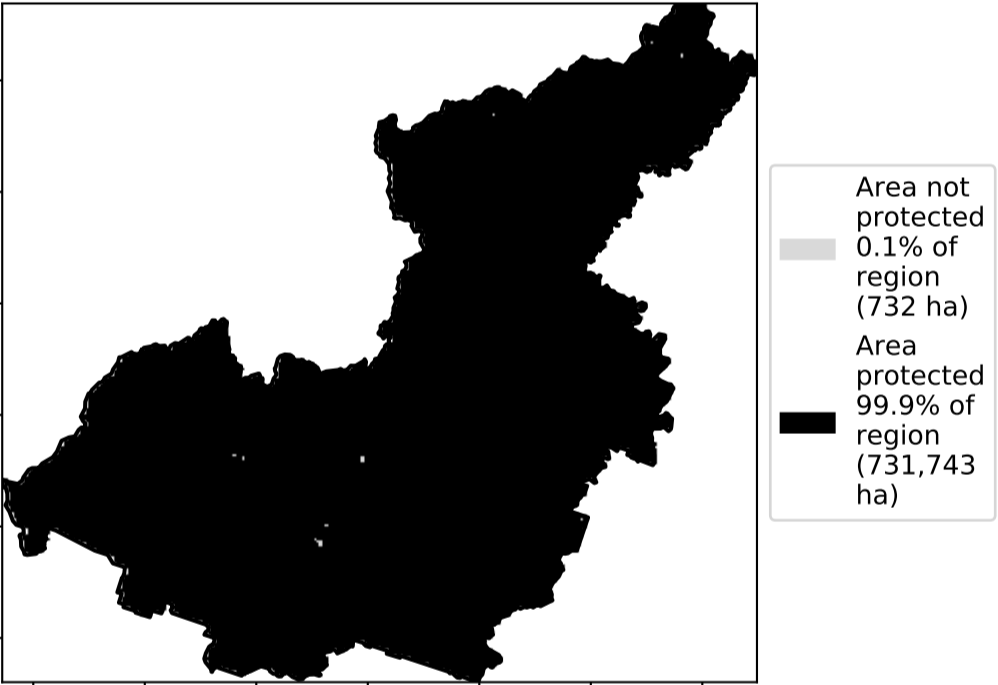 Area not
protected
0.1% of
region
(732 ha)
Area
protected
99.9% of
region
(731,743
ha)